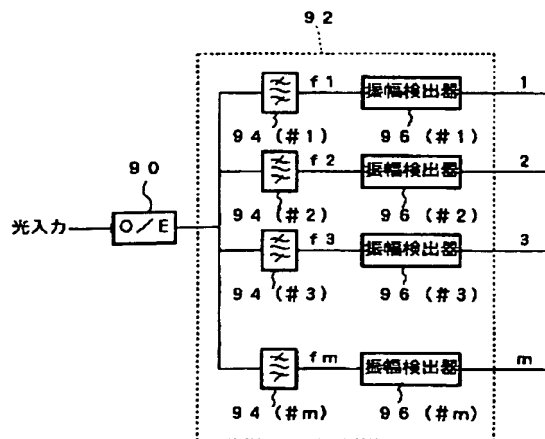 92
f1 振幅検出器 1
94 (#1) 96 (#1)
90
f2 振幅検出器 2
光入力 O/E 94 (#2) 96 (#2)
f3 振幅検出器 3
94 (#3) 96 (#3)
fm 振幅検出器 m
94 (#m) 96 (#m)